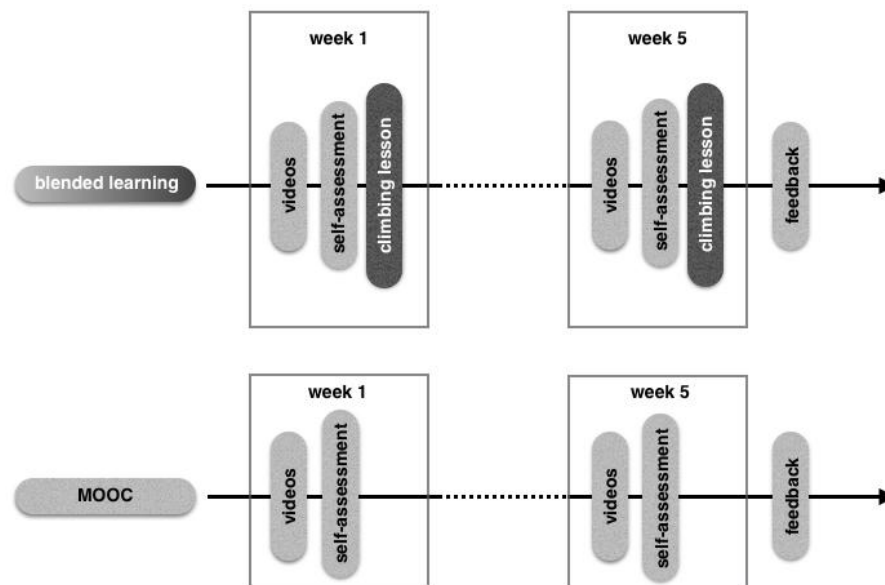 week 1
week 5
blended learning
videos
self-assessment
climbing lesson
videos
self-assessment
climbing lesson
feedback
week 1
week 5
MOOC
videos
self-assessment
videos
self-assessment
feedback